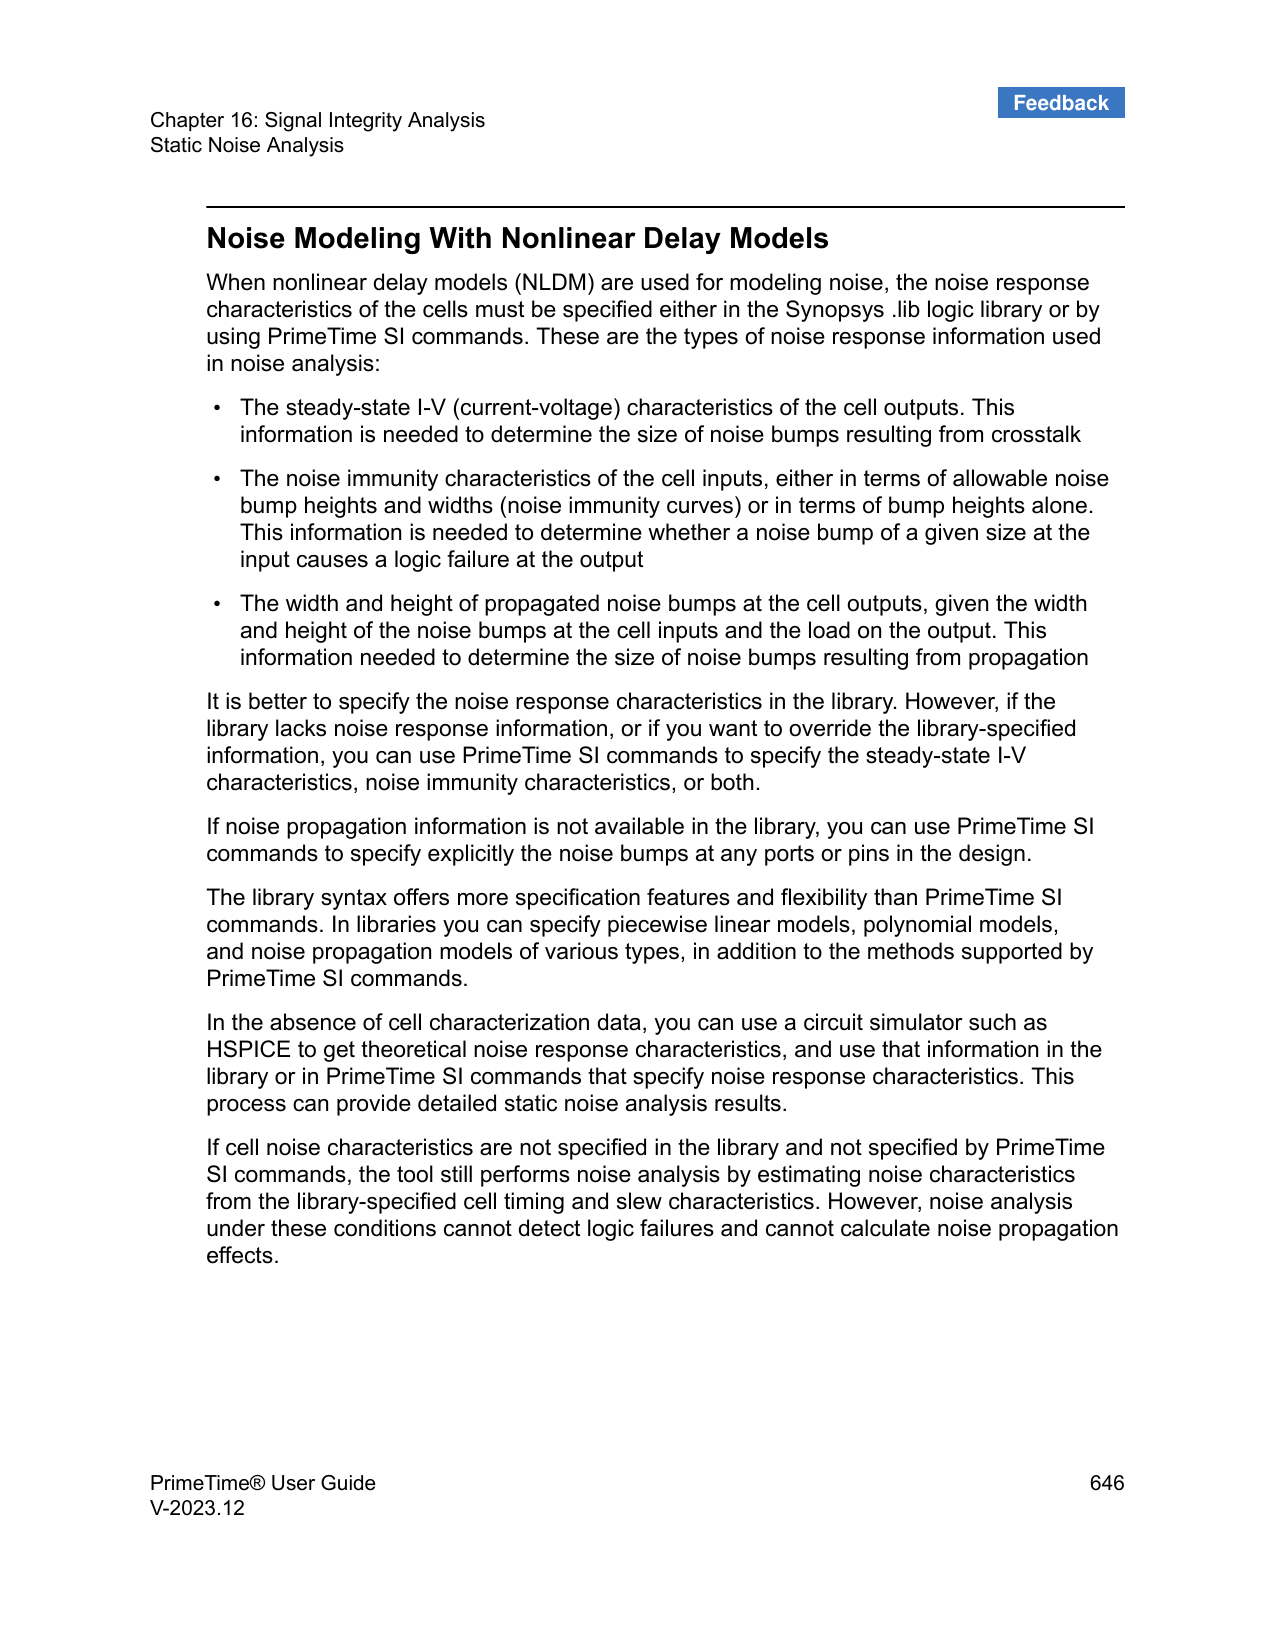 Feedback
Chapter 16: Signal Integrity Analysis
Static Noise Analysis
Noise Modeling With Nonlinear Delay Models
When nonlinear delay models (NLDM) are used for modeling noise, the noise response
characteristics of the cells must be specified either in the Synopsys .lib logic library or by
using PrimeTime SI commands. These are the types of noise response information used
in noise analysis:
• The steady-state I-V (current-voltage) characteristics of the cell outputs. This
information is needed to determine the size of noise bumps resulting from crosstalk
• The noise immunity characteristics of the cell inputs, either in terms of allowable noise
bump heights and widths (noise immunity curves) or in terms of bump heights alone.
This information is needed to determine whether a noise bump of a given size at the
input causes a logic failure at the output
• The width and height of propagated noise bumps at the cell outputs, given the width
and height of the noise bumps at the cell inputs and the load on the output. This
information needed to determine the size of noise bumps resulting from propagation
It is better to specify the noise response characteristics in the library. However, if the
library lacks noise response information, or if you want to override the library-specified
information, you can use PrimeTime SI commands to specify the steady-state I-V
characteristics, noise immunity characteristics, or both.
If noise propagation information is not available in the library, you can use PrimeTime SI
commands to specify explicitly the noise bumps at any ports or pins in the design.
The library syntax offers more specification features and flexibility than PrimeTime SI
commands. In libraries you can specify piecewise linear models, polynomial models,
and noise propagation models of various types, in addition to the methods supported by
PrimeTime SI commands.
In the absence of cell characterization data, you can use a circuit simulator such as
HSPICE to get theoretical noise response characteristics, and use that information in the
library or in PrimeTime SI commands that specify noise response characteristics. This
process can provide detailed static noise analysis results.
If cell noise characteristics are not specified in the library and not specified by PrimeTime
SI commands, the tool still performs noise analysis by estimating noise characteristics
from the library-specified cell timing and slew characteristics. However, noise analysis
under these conditions cannot detect logic failures and cannot calculate noise propagation
effects.
PrimeTime® User Guide 646
V-2023.12